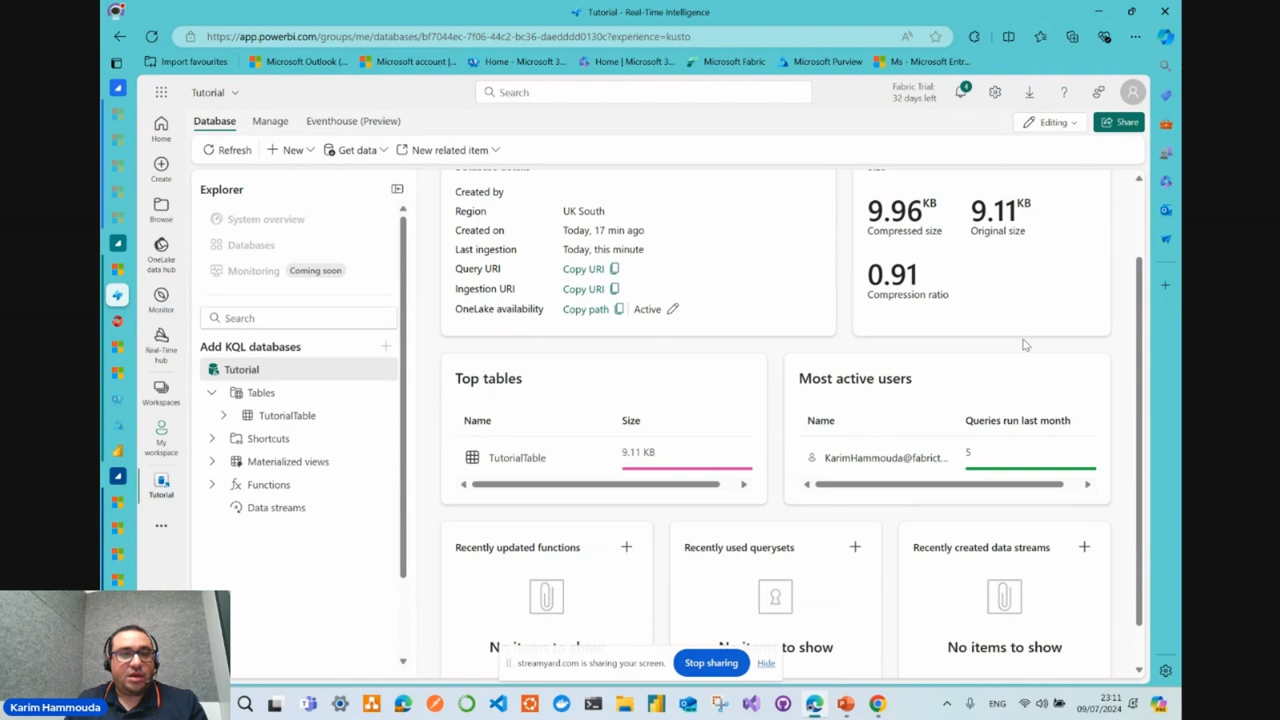 Tutorial - Real-Time Intelligence
https://app.powerbi.com/groups/me/databases/bf7044ec-7f06-44c2-bc36-daedddd0130c?experience=kusto
Import favourites
Microsoft Outlook (...
Microsoft account |...
Home - Microsoft 3...
Home | Microsoft 3...
Microsoft Fabric
Microsoft Purview
Ms - Microsoft Entr...
Tutorial
Search
Fabric Trial:
32 days left
4
Database
Manage
Eventhouse (Preview)
Editing
Share
Refresh
New
Get data
New related item
Home
Create
Browse
OneLake
data hub
Monitor
Real-Time
hub
Workspaces
My
workspace
Tutorial
Explorer
System overview
Databases
Monitoring
Coming soon
Search
Add KQL databases
Tutorial
Tables
TutorialTable
Shortcuts
Materialized views
Functions
Data streams
Created by
Region
UK South
Created on
Today, 17 min ago
Last ingestion
Today, this minute
Query URI
Copy URI
Ingestion URI
Copy URI
OneLake availability
Copy path
Active
9.96 KB
Compressed size
9.11 KB
Original size
0.91
Compression ratio
Top tables
Name
Size
TutorialTable
9.11 KB
Most active users
Name
Queries run last month
KarimHammouda@fabrict...
5
Recently updated functions
Recently used querysets
Recently created data streams
No items to show
No items to show
streamyard.com is sharing your screen.
Stop sharing
Hide
Karim Hammouda
ENG
23:11
09/07/2024